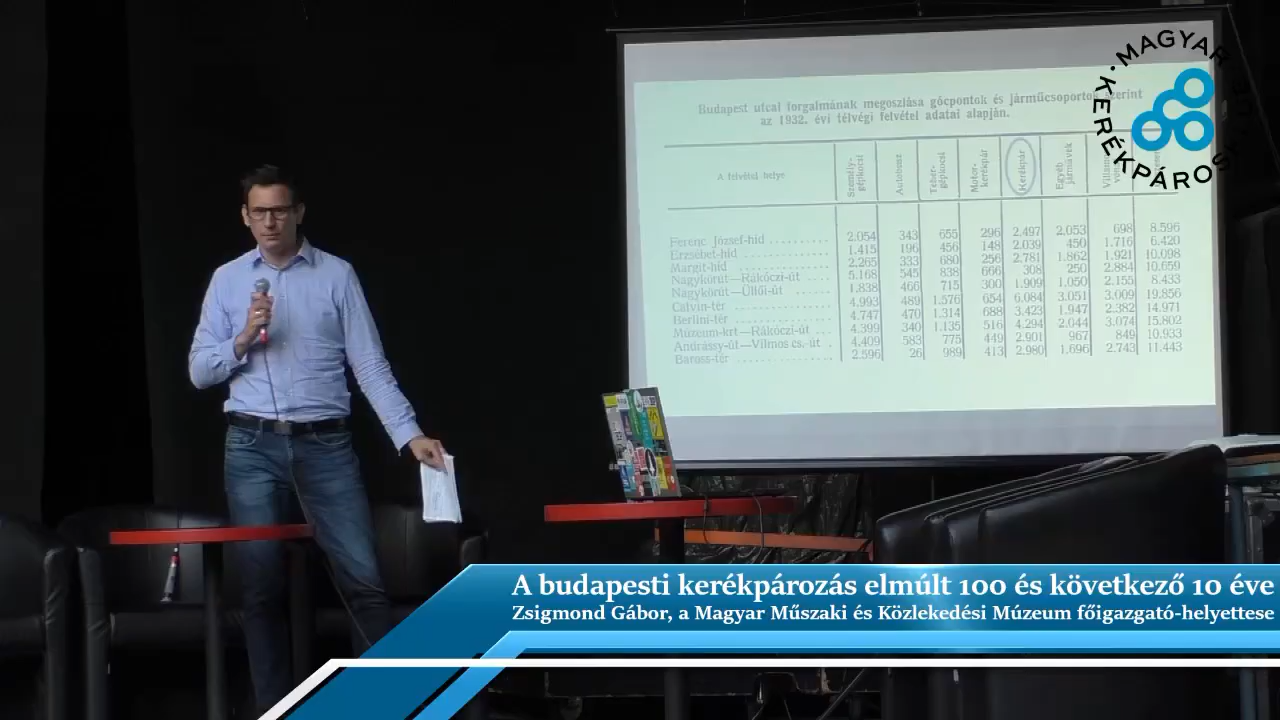 MAGYAR KERÉKPÁROS
Budapest utcai forgalmának megoszlása gócpontok és járműcsoportok szerint
az 1932. évi télvégi felvétel adatai alapján.
A felvétel helye Személy-gépkocsi Autobusz Teher-gépkocsi Motor-kerékpár Kerékpár Egyéb járművek
Ferenc József-híd 2.054 343 655 296 2.497 2.053 698 8.596
Erzsébet-híd 1.415 196 456 148 2.039 450 1.716 6.420
Margit-híd 2.265 333 680 256 2.781 1.862 1.921 10.098
Nagykörút—Rákóczi-út 5.168 545 838 666 308 250 2.884 10.659
Nagykörút—Üllői-út 1.838 466 715 300 1.909 1.050 2.155 8.433
Calvin-tér 4.993 489 1.576 654 6.084 3.051 3.009 19.856
Berlini-tér 4.747 470 1.314 688 3.423 1.947 2.382 14.971
Múzeum-krt—Rákóczi-út 4.399 340 1.135 516 4.294 2.044 3.074 15.802
Andrássy-út—Vilmos cs.-út 4.409 583 775 449 2.901 967 849 10.933
Baross-tér 2.596 26 989 413 2.980 1.696 2.743 11.443
A budapesti kerékpározás elmúlt 100 és következő 10 éve
Zsigmond Gábor, a Magyar Műszaki és Közlekedési Múzeum főigazgató-helyettese